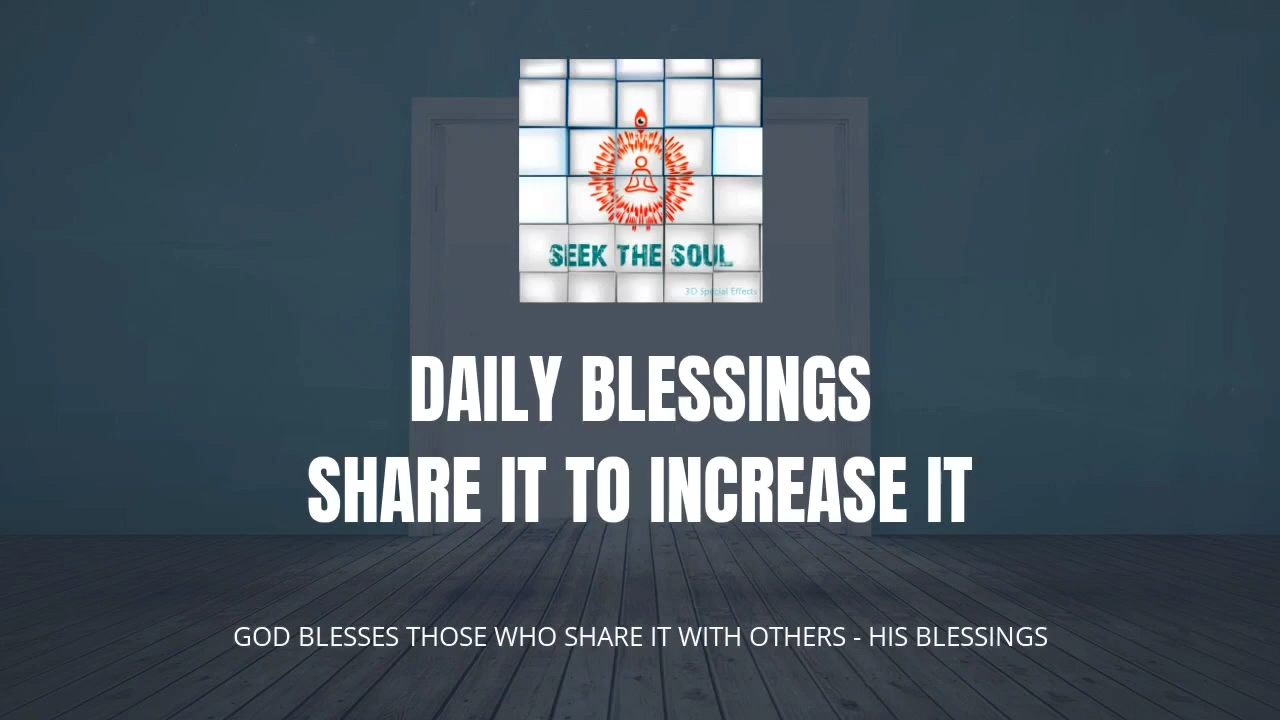 SEEK THE SOUL
3D Special Effects
DAILY BLESSINGS
SHARE IT TO INCREASE IT
GOD BLESSES THOSE WHO SHARE IT WITH OTHERS - HIS BLESSINGS